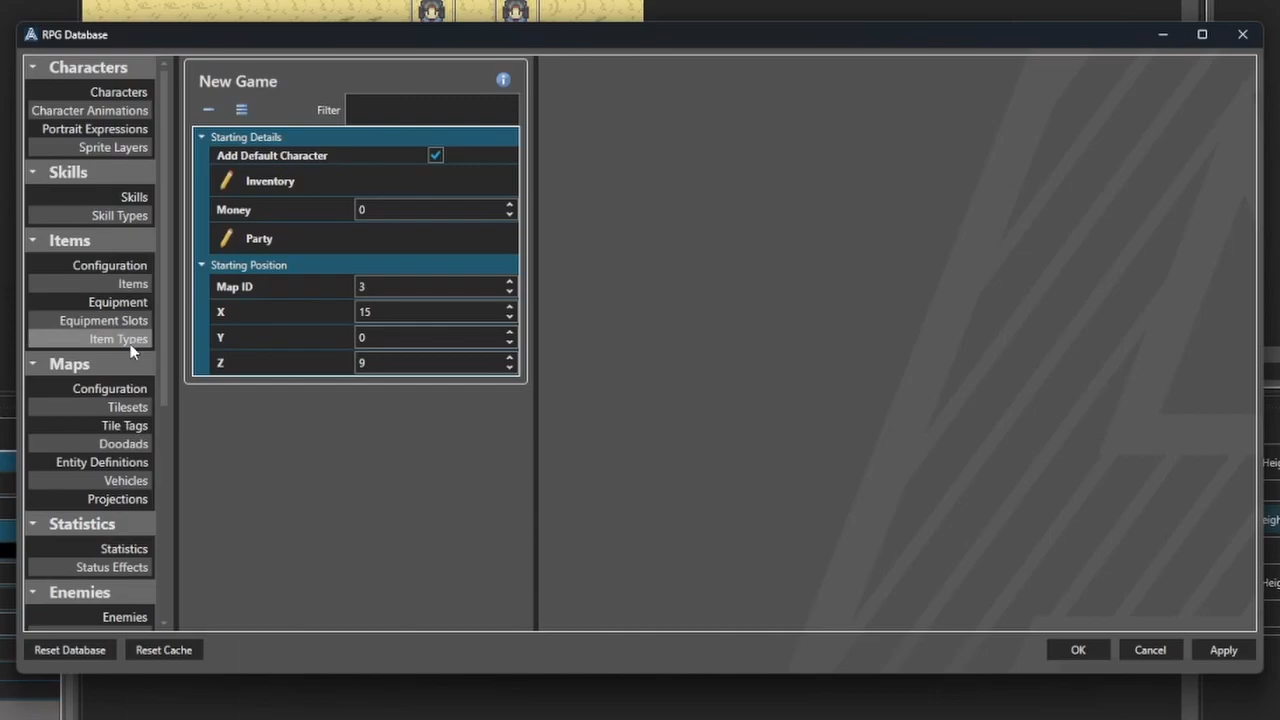 RPG Database
Characters
Characters
Character Animations
Portrait Expressions
Sprite Layers
Skills
Skills
Skill Types
Items
Configuration
Items
Equipment
Equipment Slots
Item Types
Maps
Configuration
Tilesets
Tile Tags
Doodads
Entity Definitions
Vehicles
Projections
Statistics
Statistics
Status Effects
Enemies
Enemies
New Game
Filter
Starting Details
Add Default Character
Inventory
Money 0
Party
Starting Position
Map ID 3
X 15
Y 0
Z 9
Reset Database Reset Cache OK Cancel Apply